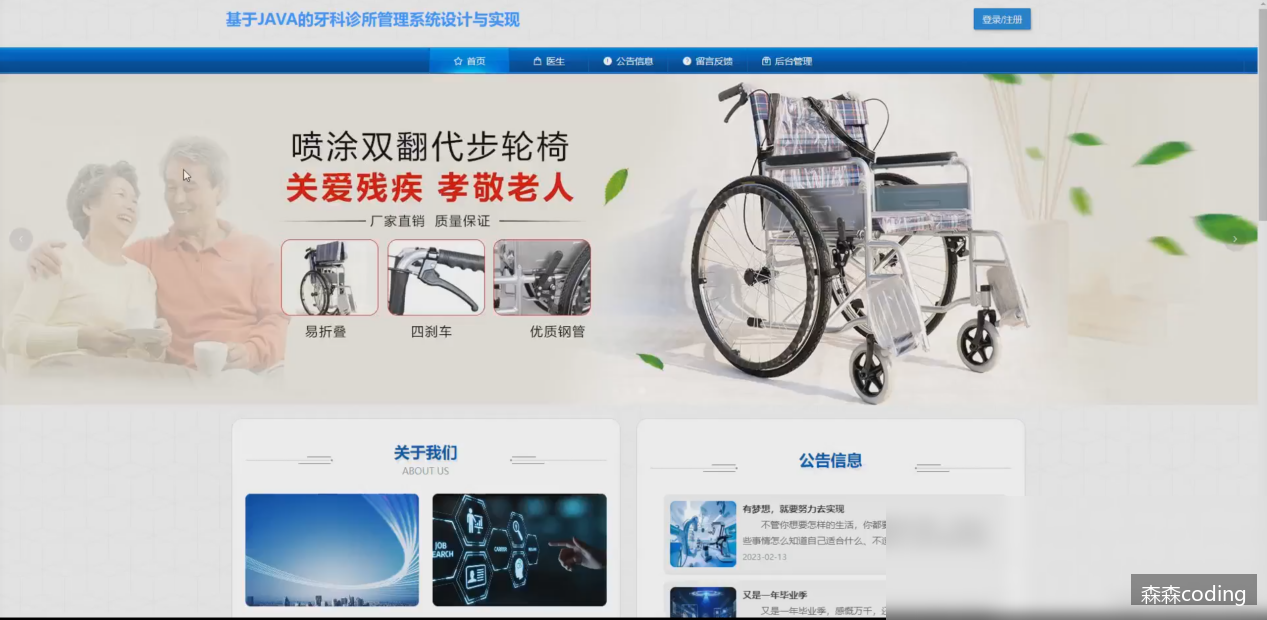 基于JAVA的牙科诊所管理系统设计与实现
登录/注册
首页
医生
公告信息
留言反馈
后台管理
喷涂双翻代步轮椅
关爱残疾 孝敬老人
厂家直销 质量保证
易折叠
四刹车
优质钢管
关于我们
ABOUT US
公告信息
有梦想，就要努力去实现
不管你想要怎样的生活，你都要
些事情怎么知道自己适合什么、不
2023-02-13
又是一年毕业季
又是一年毕业季，感慨万千，
JOB
CAREER
森森coding